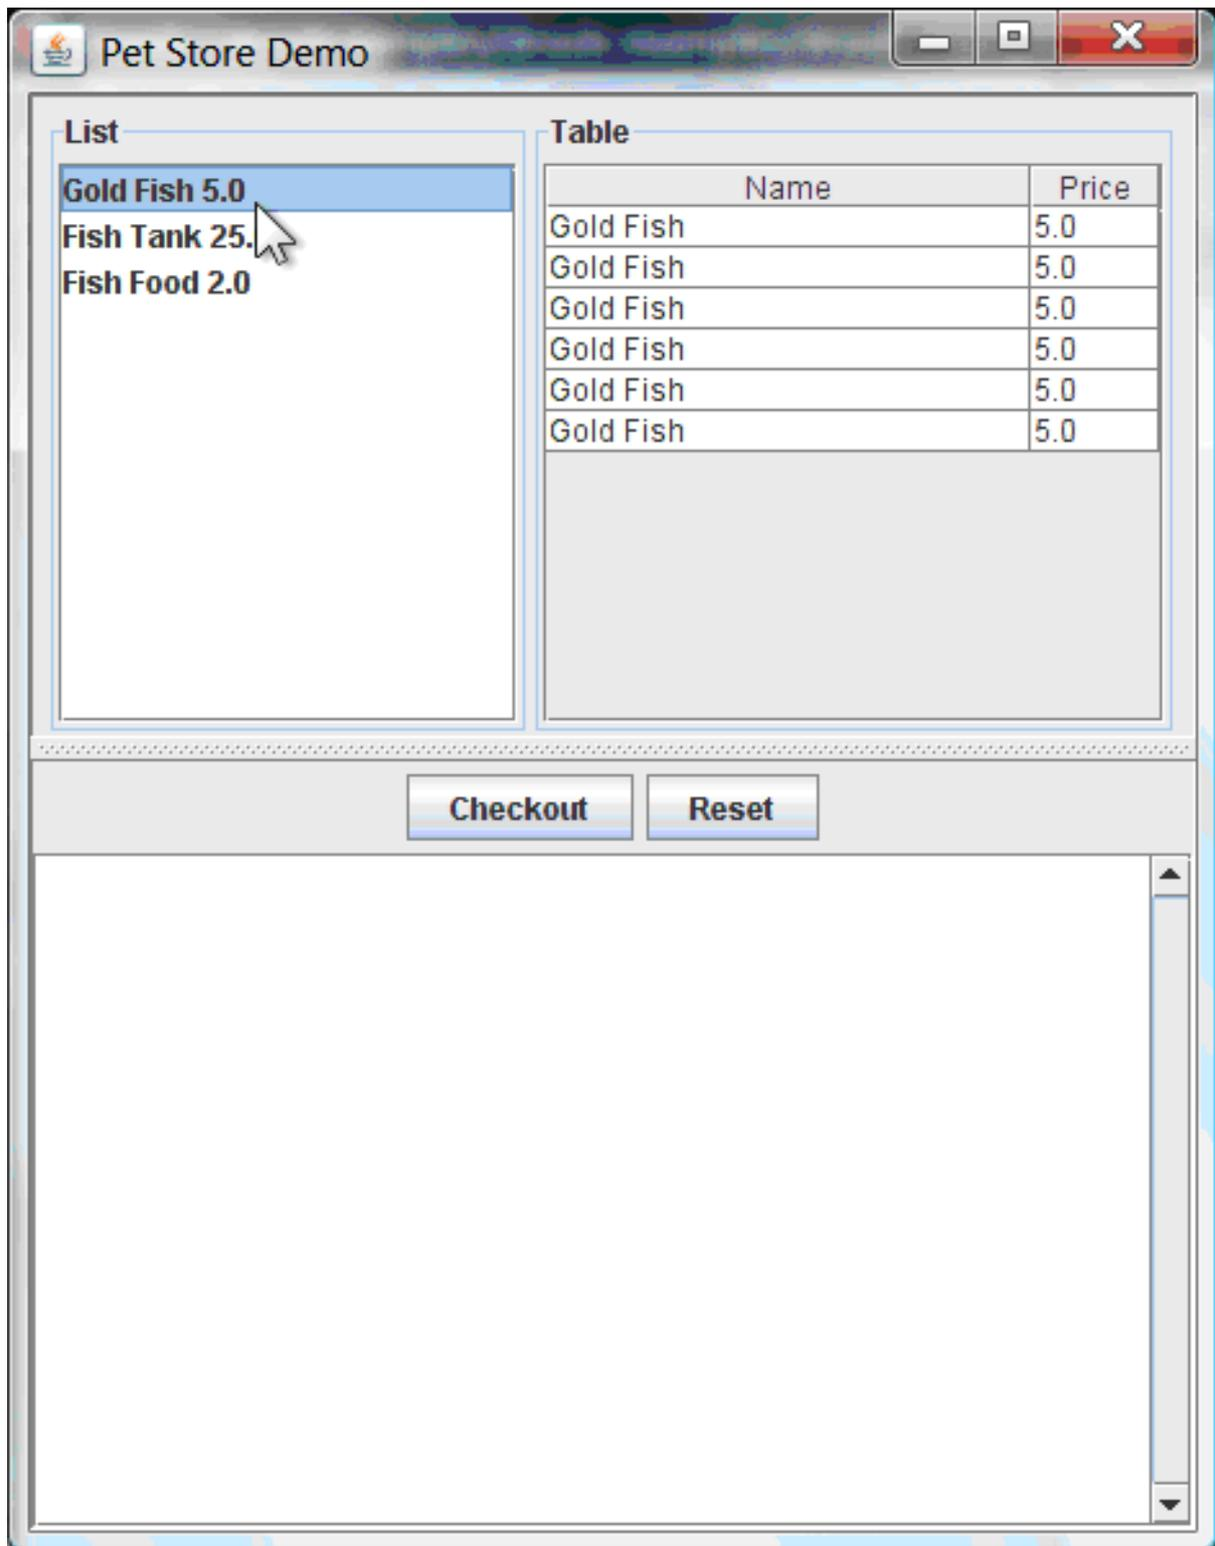 Pet Store Demo
List
Gold Fish 5.0
Fish Tank 25.
Fish Food 2.0
Table
Name Price
Gold Fish 5.0
Gold Fish 5.0
Gold Fish 5.0
Gold Fish 5.0
Gold Fish 5.0
Gold Fish 5.0
Checkout Reset